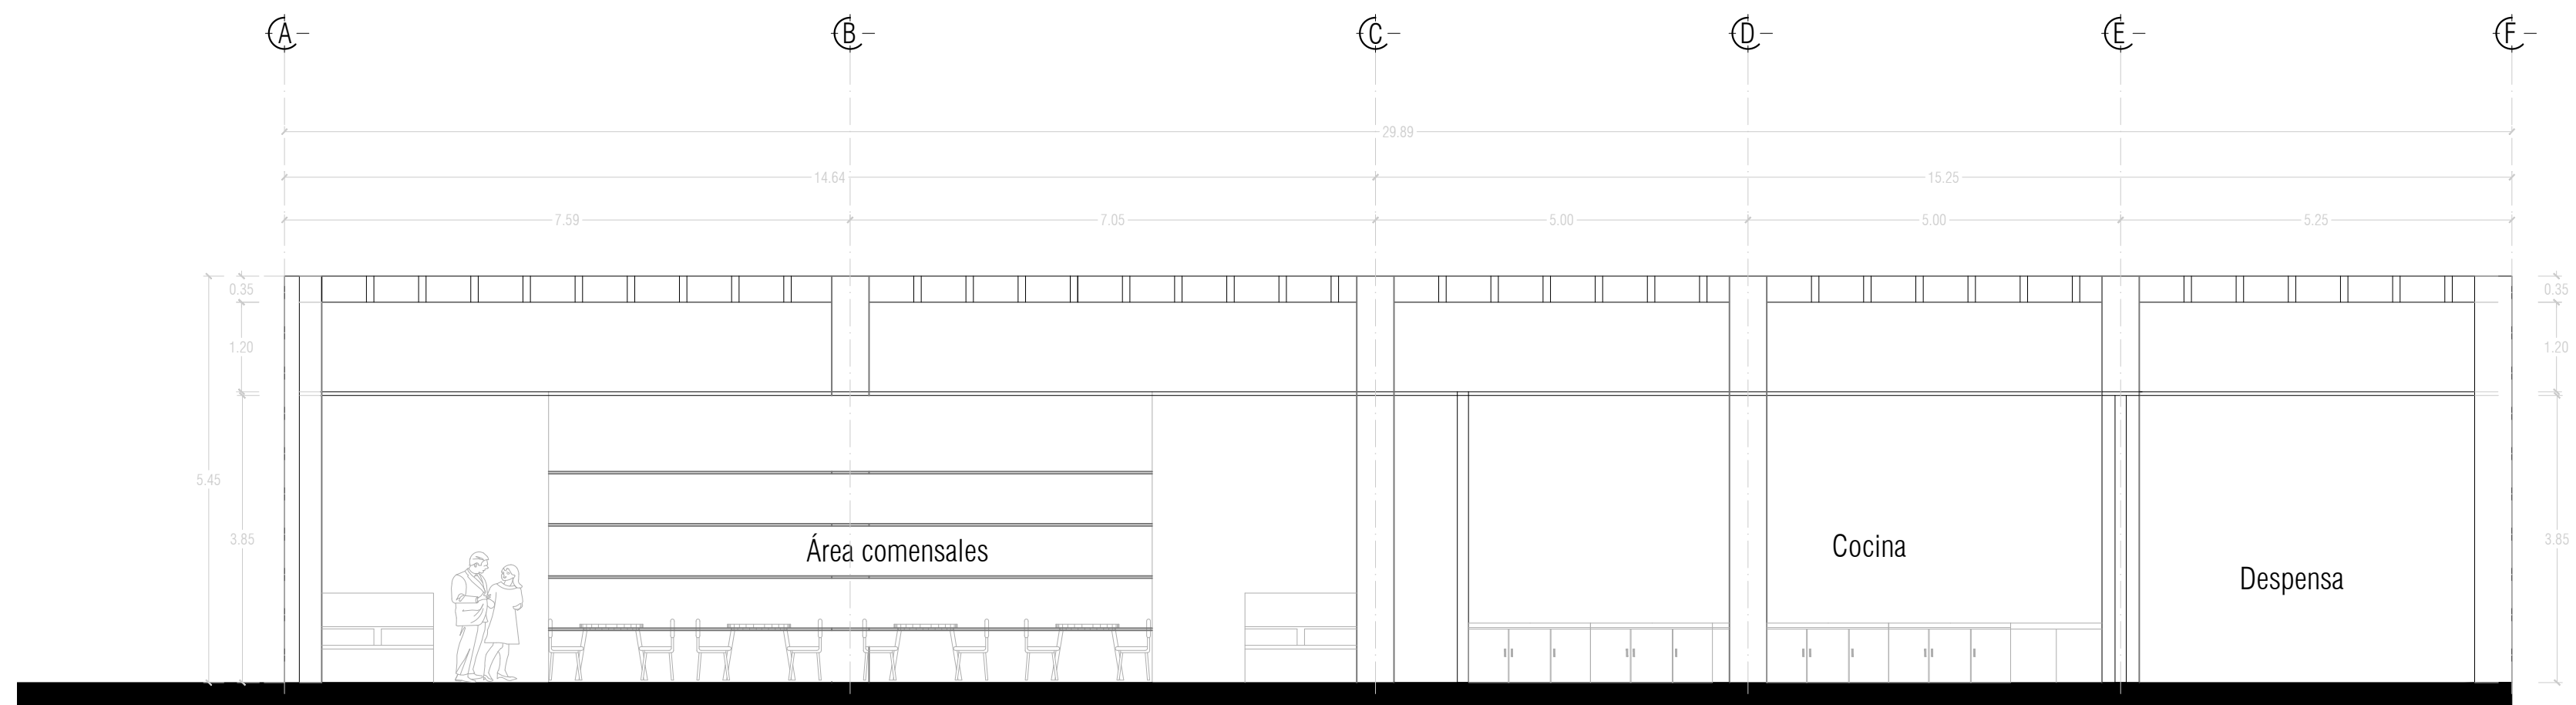 A B C D E F
29.89
14.64 15.25
7.59 7.05 5.00 5.00 5.25
0.35 0.35
1.20 1.20
5.45
3.85 3.85
Área comensales
Cocina
Despensa